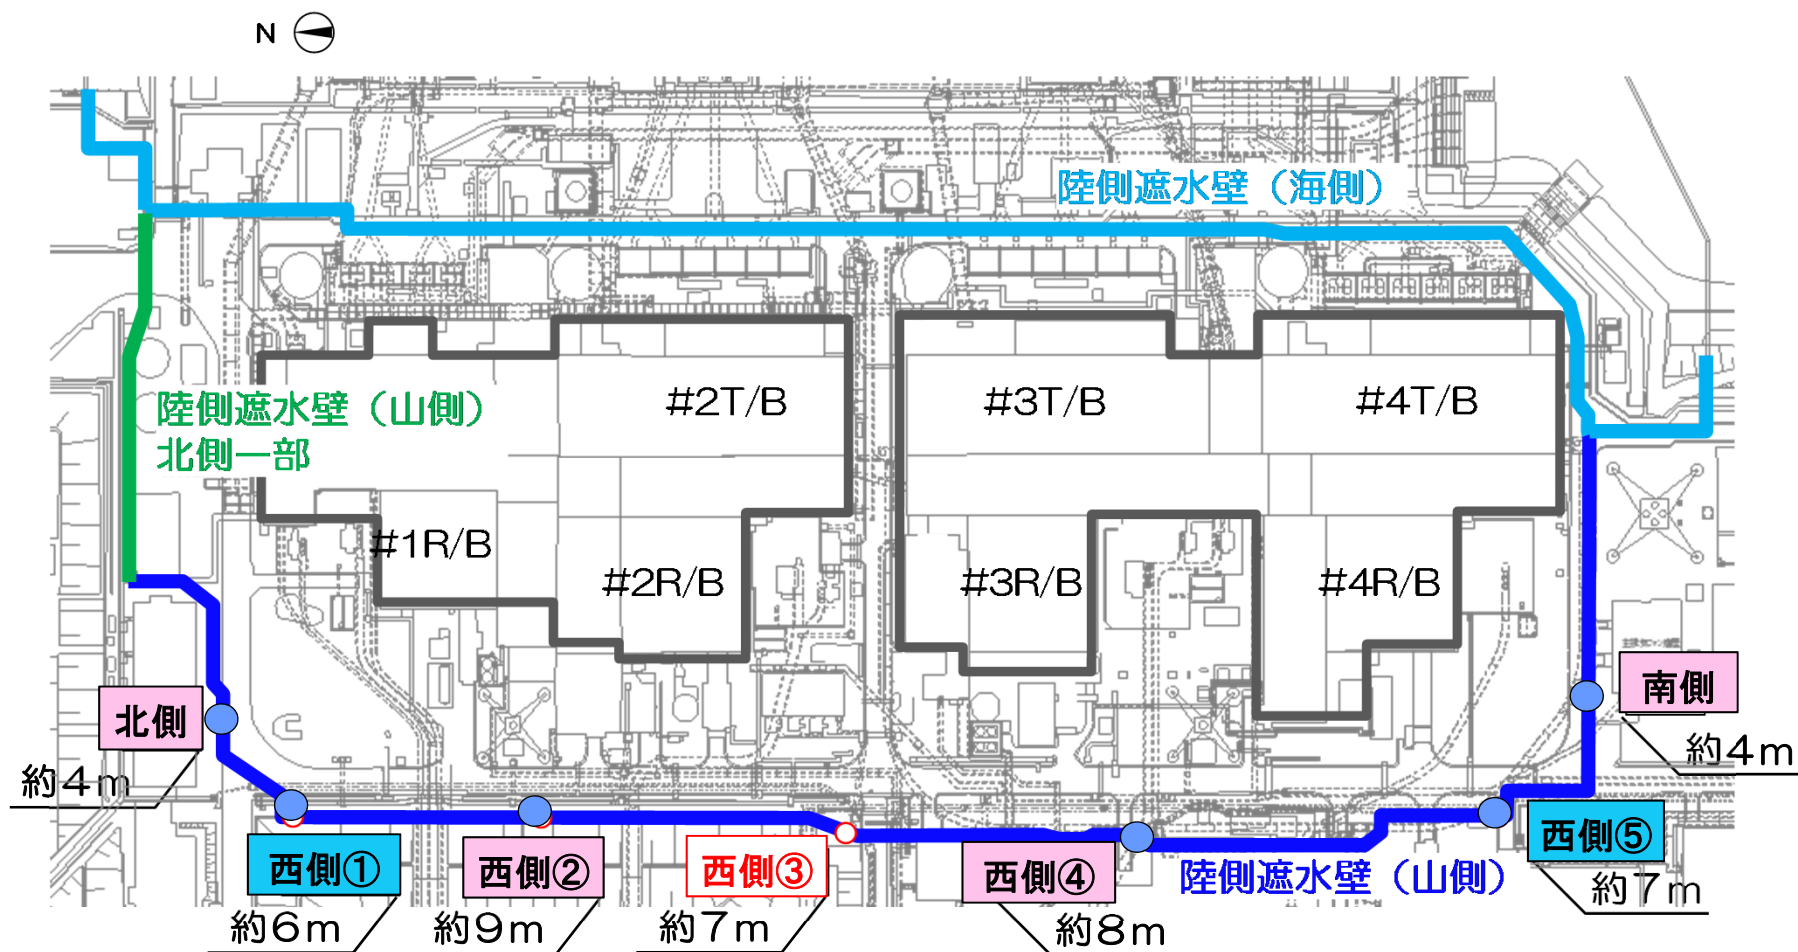 N
陸側遮水壁（海側）
陸側遮水壁（山側）
北側一部
#2T/B
#3T/B
#4T/B
#1R/B
#2R/B
#3R/B
#4R/B
北側
約4m
南側
約4m
西側①
約6m
西側②
約9m
西側③
約7m
西側④
約8m
陸側遮水壁（山側）
西側⑤
約7m